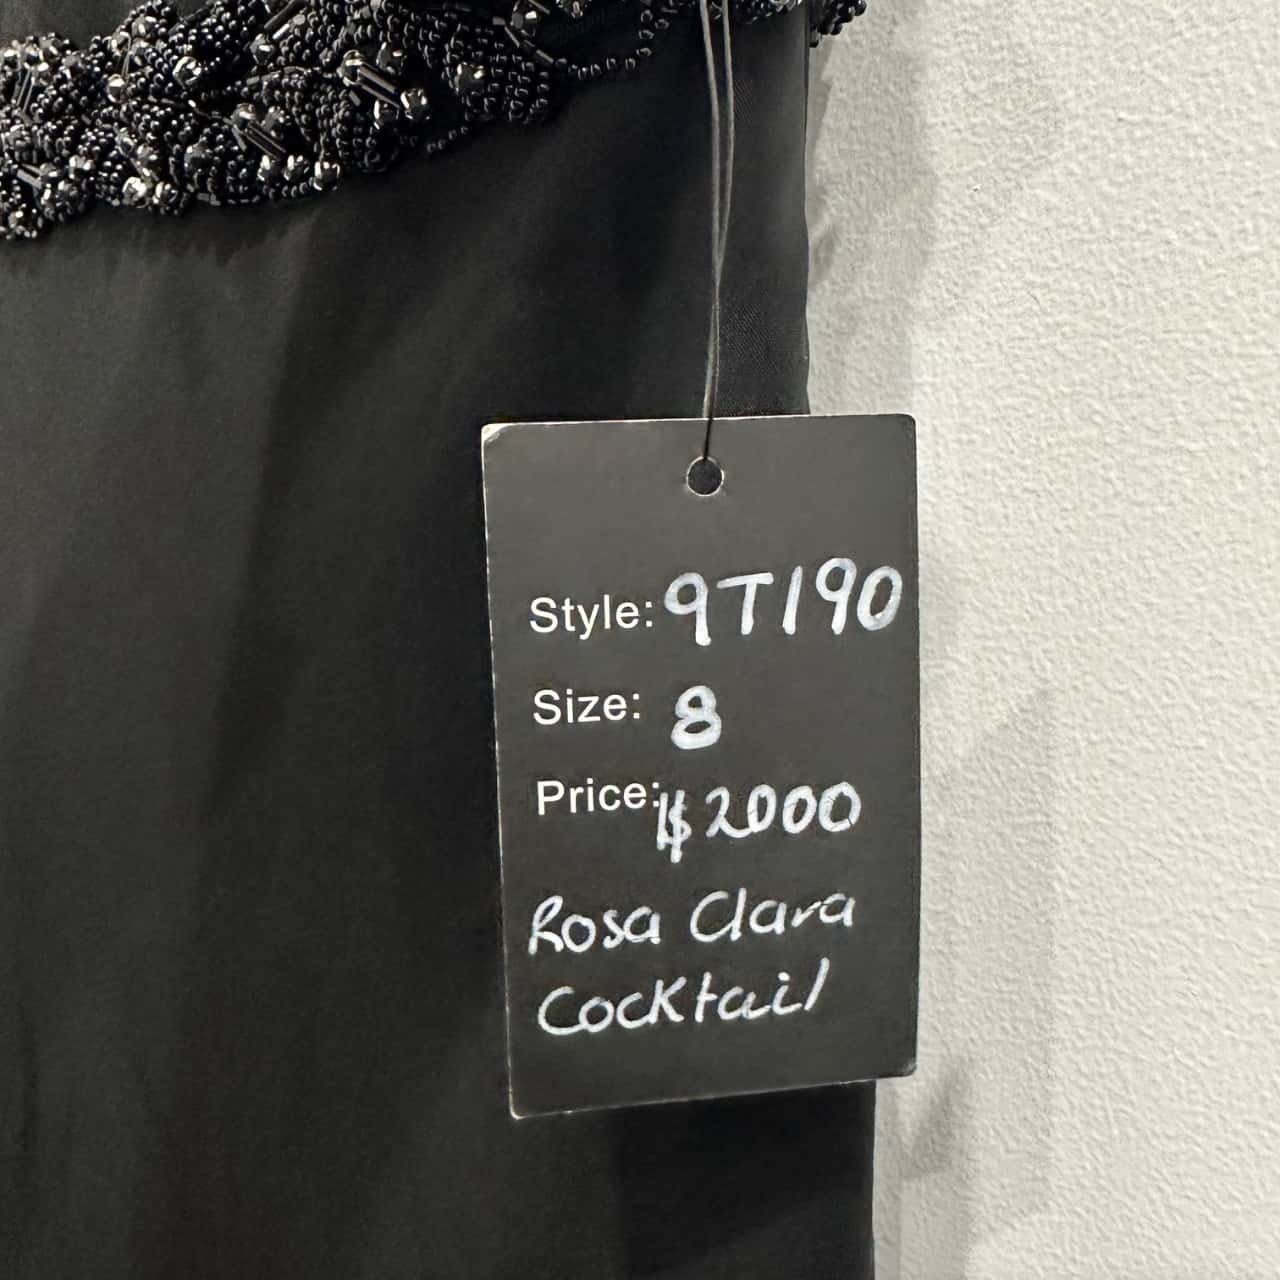 Style: 9T190
Size: 8
Price: $2000
Rosa Clara
Cocktail